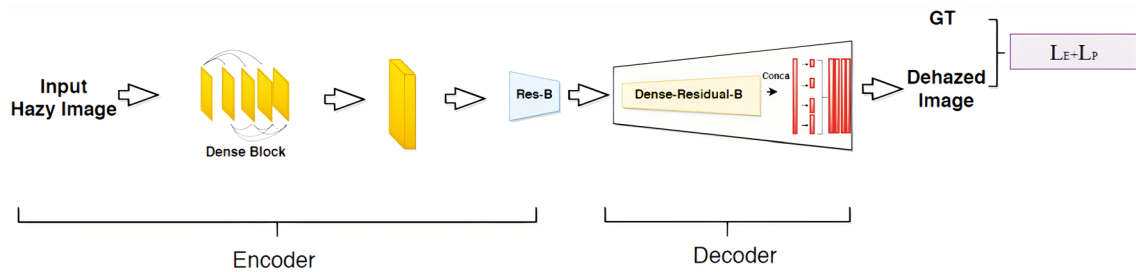 Input
Hazy Image
Dense Block
Res-B
Dense-Residual-B
Conca
GT
Dehazed
Image
LE+LP
Encoder
Decoder